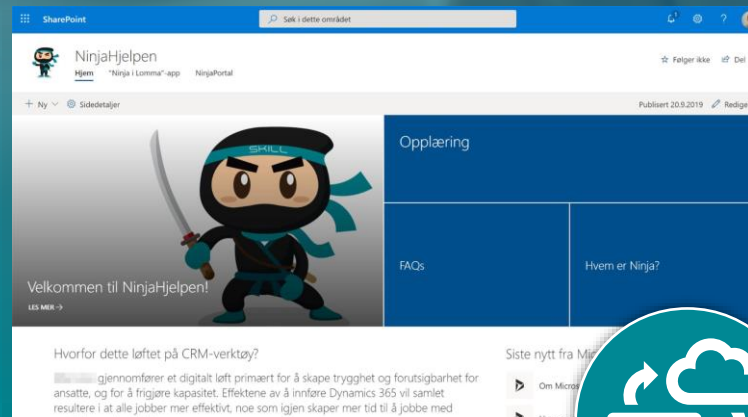 SharePoint
Søk i dette området
1
?
NinjaHjelpen
Hjem "Ninja i Lomma"-app NinjaPortal
Følger ikke
Del
+ Ny
Sidedetaljer
Publisert 20.9.2019
SKILL
Velkommen til NinjaHjelpen!
LES MER →
Opplæring
FAQs
Hvem er Ninja?
Hvorfor dette løftet på CRM-verktøy?
gjennomfører et digitalt løft primært for å skape trygghet og forutsigbarhet for
ansatte, og for å frigjøre kapasitet. Effektene av å innføre Dynamics 365 vil samlet
resultere i at alle jobber mer effektivt, noe som igjen skaper mer tid til å jobbe med
Siste nytt fra
Om